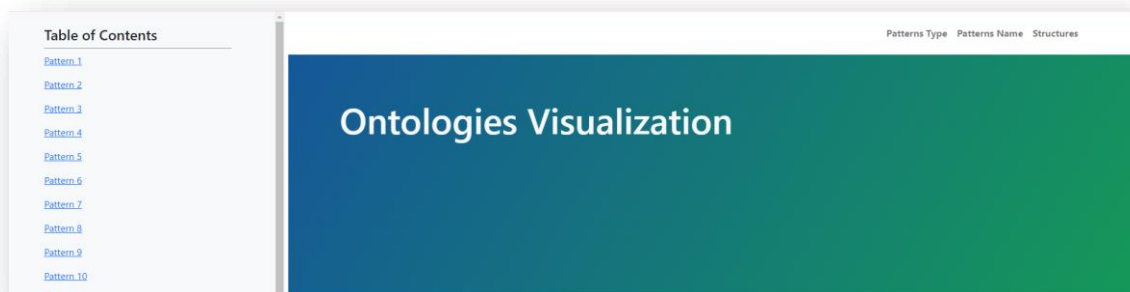 Table of Contents
Pattern 1
Pattern 2
Pattern 3
Pattern 4
Pattern 5
Pattern 6
Pattern 7
Pattern 8
Pattern 9
Pattern 10
Patterns Type Patterns Name Structures
Ontologies Visualization